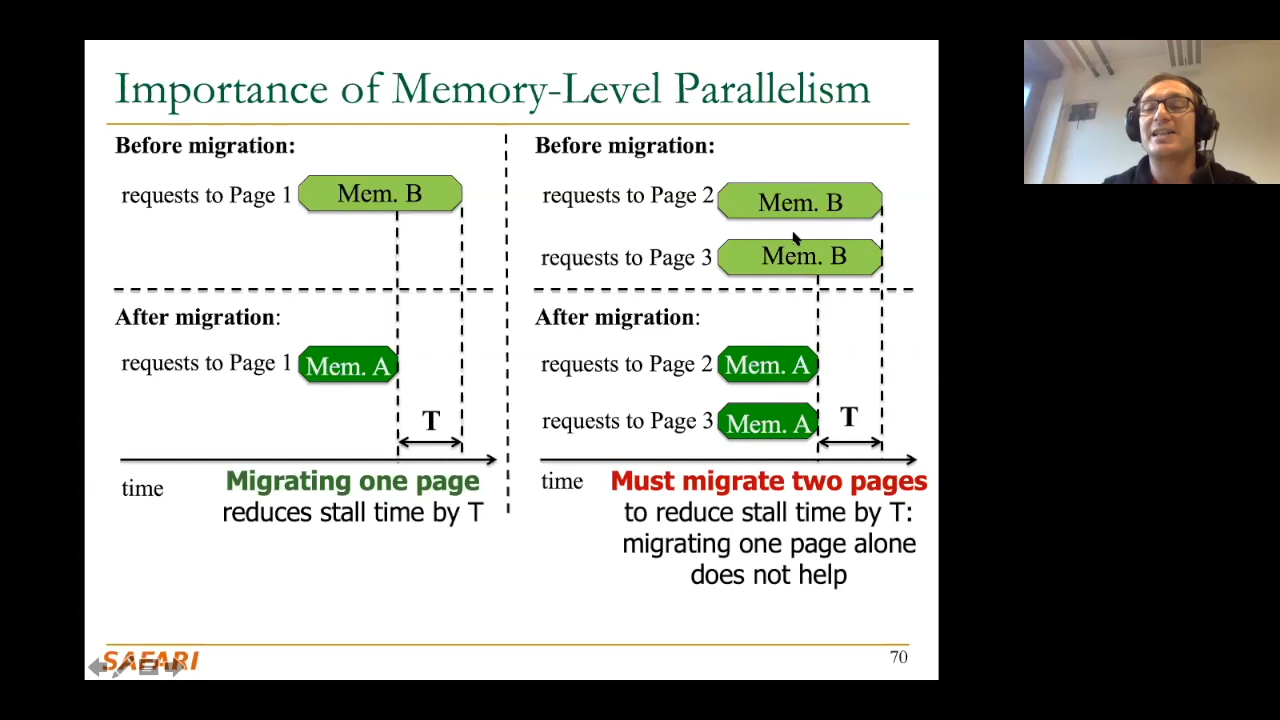 Importance of Memory-Level Parallelism
Before migration:
requests to Page 1
Mem. B
After migration:
requests to Page 1
Mem. A
T
time
Migrating one page
reduces stall time by T
Before migration:
requests to Page 2
Mem. B
requests to Page 3
Mem. B
After migration:
requests to Page 2
Mem. A
requests to Page 3
Mem. A
T
time
Must migrate two pages
to reduce stall time by T:
migrating one page alone
does not help
SAFARI
70